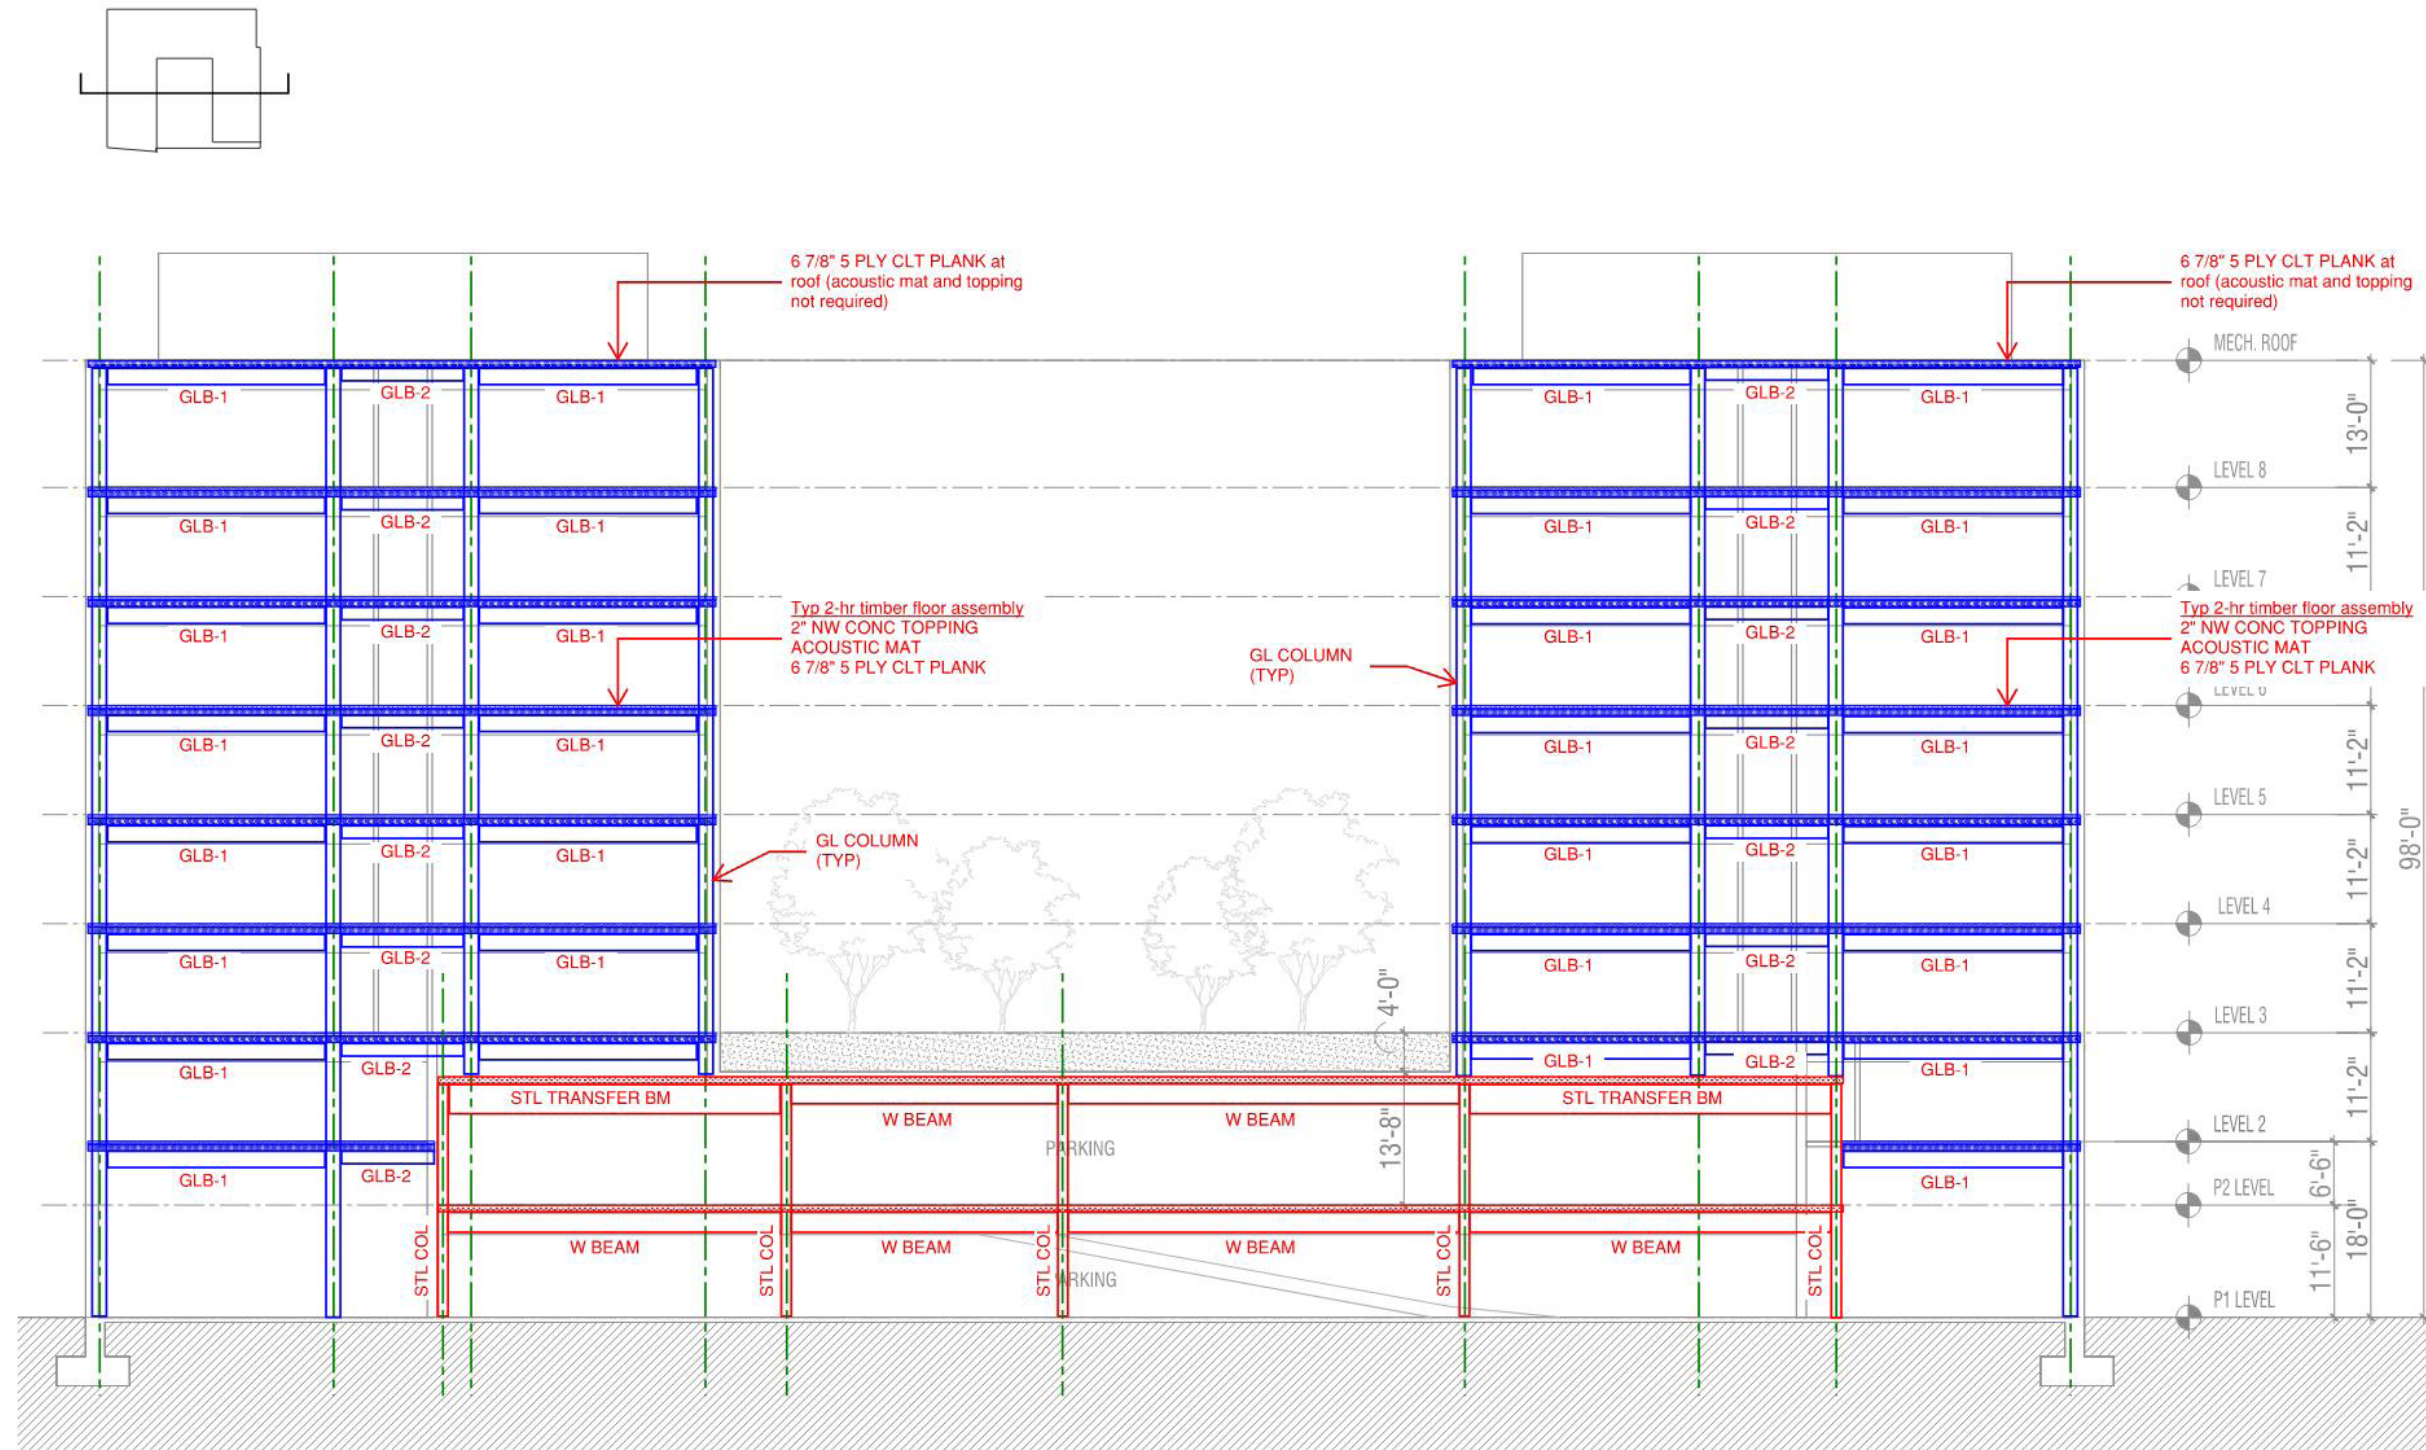 6 7/8" 5 PLY CLT PLANK at
roof (acoustic mat and topping
not required)
6 7/8" 5 PLY CLT PLANK at
roof (acoustic mat and topping
not required)
MECH. ROOF
GLB-1 GLB-2 GLB-1 GLB-1 GLB-2 GLB-1
13'-0"
LEVEL 8
GLB-1 GLB-2 GLB-1 GLB-1 GLB-2 GLB-1
11'-2"
LEVEL 7
Typ 2-hr timber floor assembly
2" NW CONC TOPPING
ACOUSTIC MAT
6 7/8" 5 PLY CLT PLANK
Typ 2-hr timber floor assembly
2" NW CONC TOPPING
ACOUSTIC MAT
6 7/8" 5 PLY CLT PLANK
GLB-1 GLB-2 GLB-1 GLB-1 GLB-2 GLB-1
GL COLUMN
(TYP)
GLB-1 GLB-2 GLB-1 GLB-1 GLB-2 GLB-1
11'-2"
LEVEL 5
98'-0"
GL COLUMN
(TYP)
GLB-1 GLB-2 GLB-1 GLB-1 GLB-2 GLB-1
11'-2"
LEVEL 4
GLB-1 GLB-2 GLB-1 GLB-1 GLB-2 GLB-1
11'-2"
4'-0"
LEVEL 3
GLB-1 GLB-2 GLB-1 GLB-2 GLB-1
11'-2"
STL TRANSFER BM W BEAM W BEAM STL TRANSFER BM
LEVEL 2
PARKING
13'-8"
GLB-1 GLB-2 GLB-1
6'-6"
P2 LEVEL
STL COL STL COL STL COL STL COL STL COL
W BEAM W BEAM W BEAM W BEAM
18'-0"
11'-6"
ARKING
P1 LEVEL